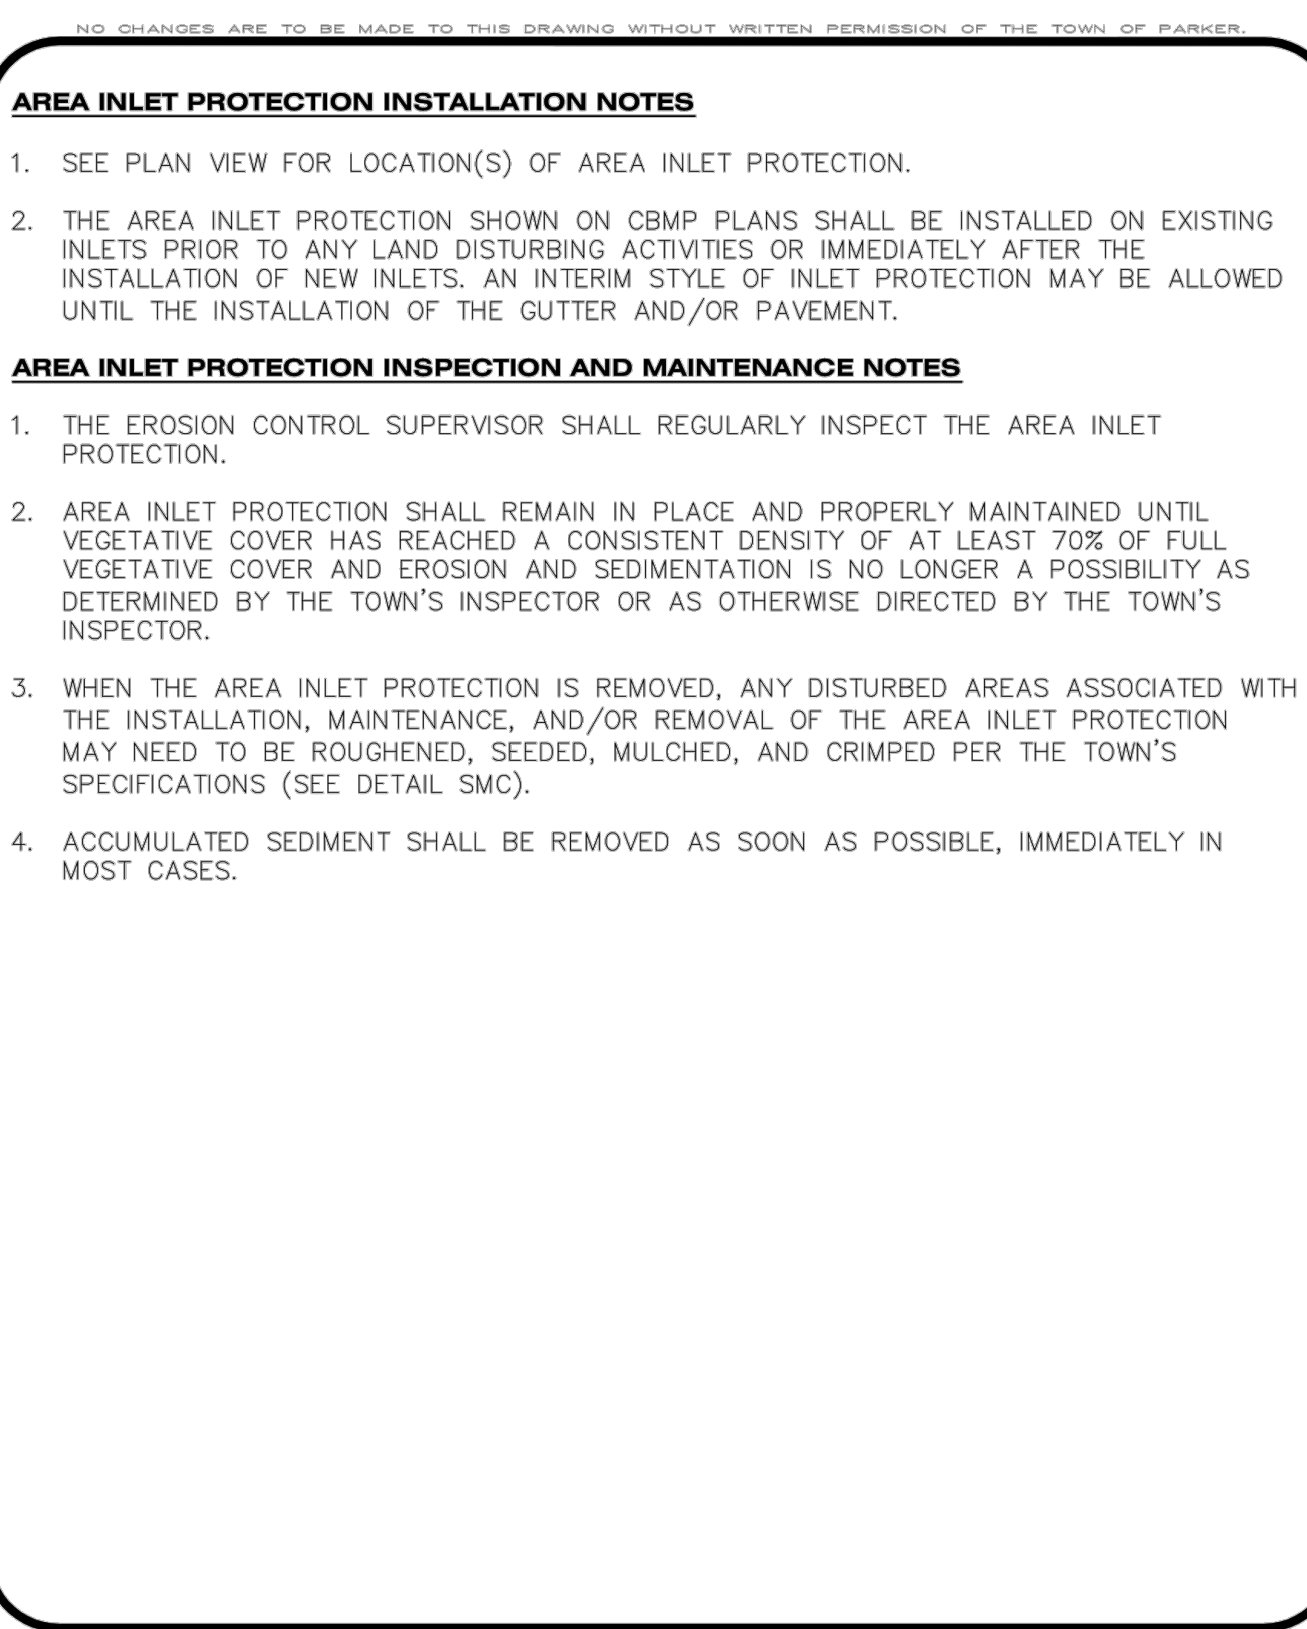 NO CHANGES ARE TO BE MADE TO THIS DRAWING WITHOUT WRITTEN PERMISSION OF THE TOWN OF PARKER.
AREA INLET PROTECTION INSTALLATION NOTES
1. SEE PLAN VIEW FOR LOCATION(S) OF AREA INLET PROTECTION.
2. THE AREA INLET PROTECTION SHOWN ON CBMP PLANS SHALL BE INSTALLED ON EXISTING
INLETS PRIOR TO ANY LAND DISTURBING ACTIVITIES OR IMMEDIATELY AFTER THE
INSTALLATION OF NEW INLETS. AN INTERIM STYLE OF INLET PROTECTION MAY BE ALLOWED
UNTIL THE INSTALLATION OF THE GUTTER AND/OR PAVEMENT.
AREA INLET PROTECTION INSPECTION AND MAINTENANCE NOTES
1. THE EROSION CONTROL SUPERVISOR SHALL REGULARLY INSPECT THE AREA INLET
PROTECTION.
2. AREA INLET PROTECTION SHALL REMAIN IN PLACE AND PROPERLY MAINTAINED UNTIL
VEGETATIVE COVER HAS REACHED A CONSISTENT DENSITY OF AT LEAST 70% OF FULL
VEGETATIVE COVER AND EROSION AND SEDIMENTATION IS NO LONGER A POSSIBILITY AS
DETERMINED BY THE TOWN'S INSPECTOR OR AS OTHERWISE DIRECTED BY THE TOWN'S
INSPECTOR.
3. WHEN THE AREA INLET PROTECTION IS REMOVED, ANY DISTURBED AREAS ASSOCIATED WITH
THE INSTALLATION, MAINTENANCE, AND/OR REMOVAL OF THE AREA INLET PROTECTION
MAY NEED TO BE ROUGHENED, SEEDED, MULCHED, AND CRIMPED PER THE TOWN'S
SPECIFICATIONS (SEE DETAIL SMC).
4. ACCUMULATED SEDIMENT SHALL BE REMOVED AS SOON AS POSSIBLE, IMMEDIATELY IN
MOST CASES.